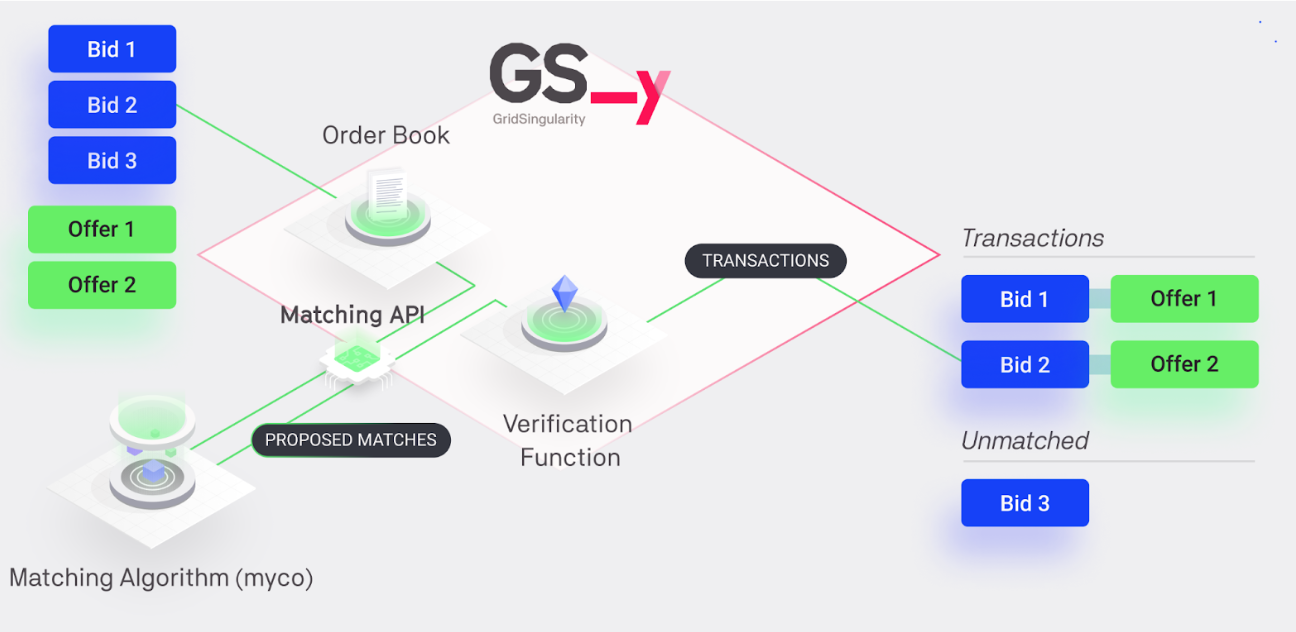 Bid 1
Bid 2
Bid 3
Offer 1
Offer 2
GS_y
GridSingularity
Order Book
Matching API
TRANSACTIONS
PROPOSED MATCHES
Verification
Function
Matching Algorithm (myco)
Transactions
Bid 1 Offer 1
Bid 2 Offer 2
Unmatched
Bid 3